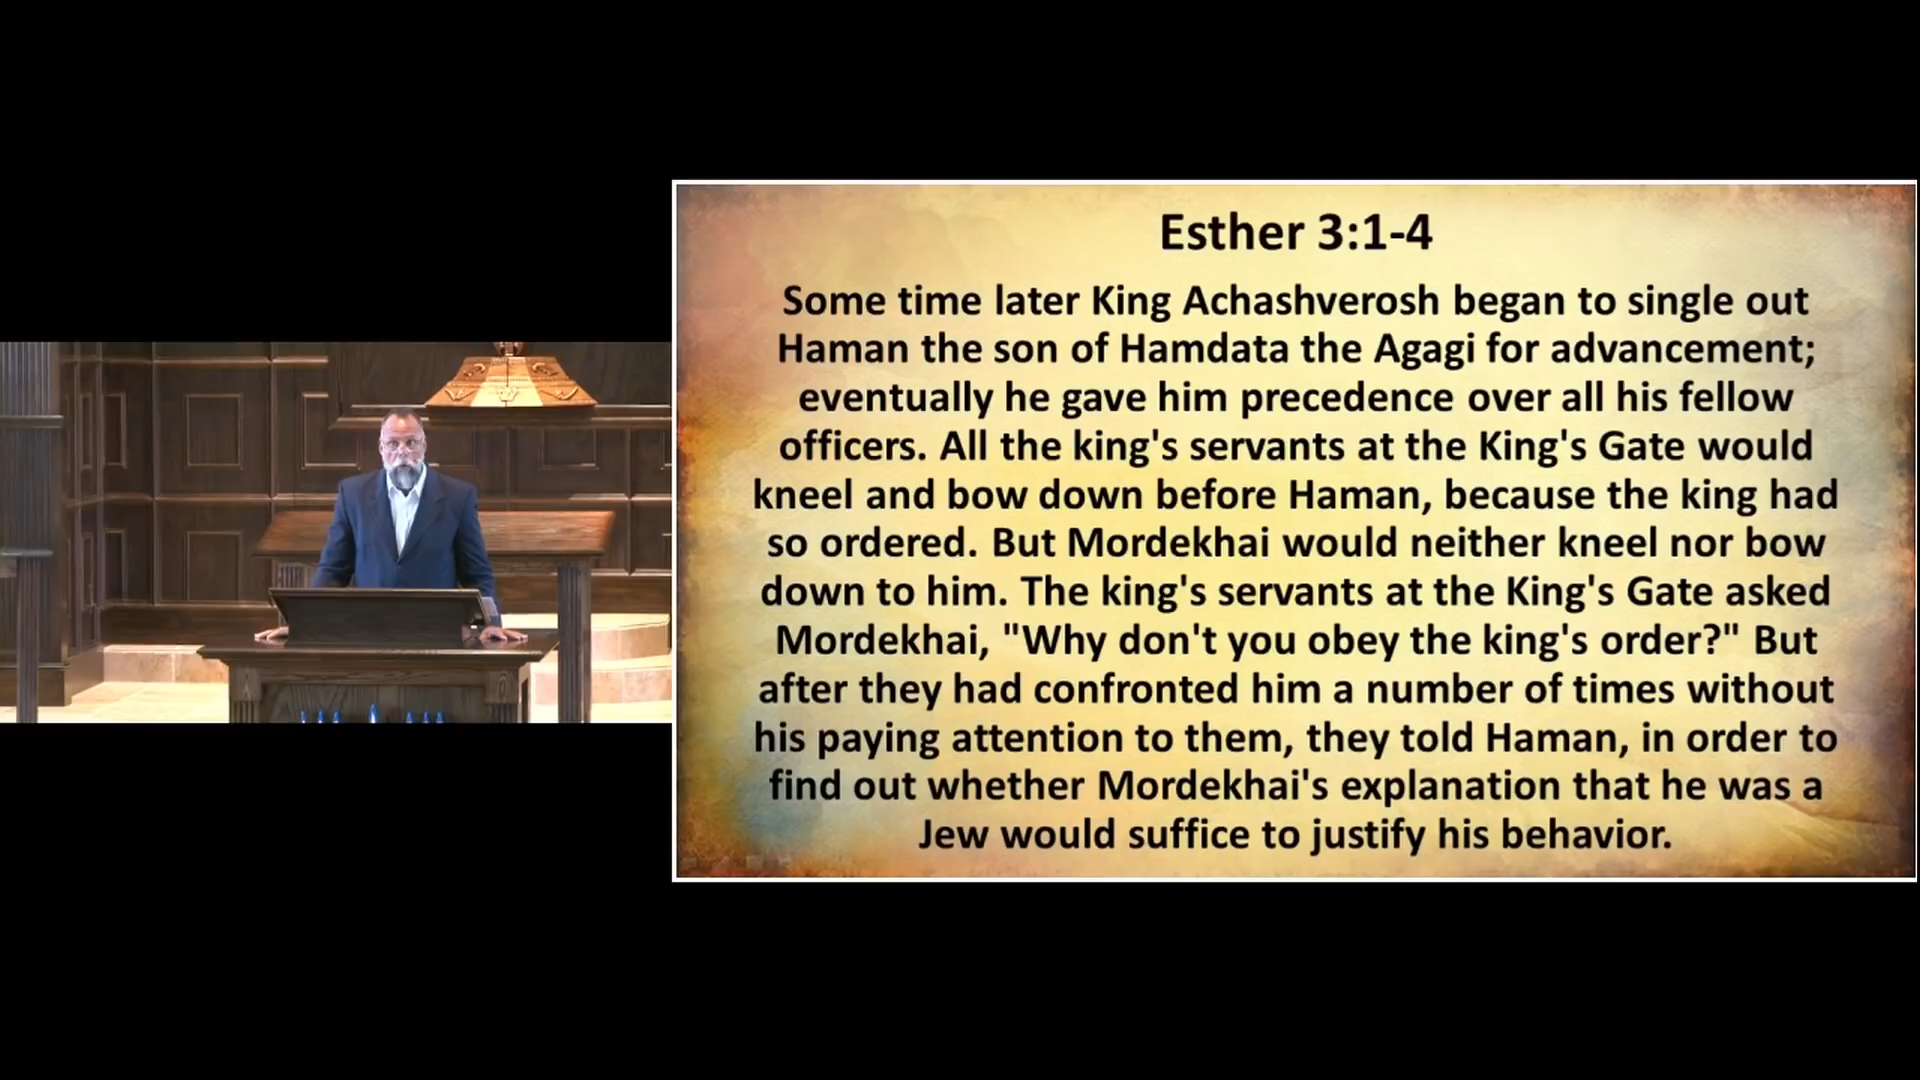 Esther 3:1-4
Some time later King Achashverosh began to single out
Haman the son of Hamdata the Agagi for advancement;
eventually he gave him precedence over all his fellow
officers. All the king's servants at the King's Gate would
kneel and bow down before Haman, because the king had
so ordered. But Mordekhai would neither kneel nor bow
down to him. The king's servants at the King's Gate asked
Mordekhai, "Why don't you obey the king's order?" But
after they had confronted him a number of times without
his paying attention to them, they told Haman, in order to
find out whether Mordekhai's explanation that he was a
Jew would suffice to justify his behavior.